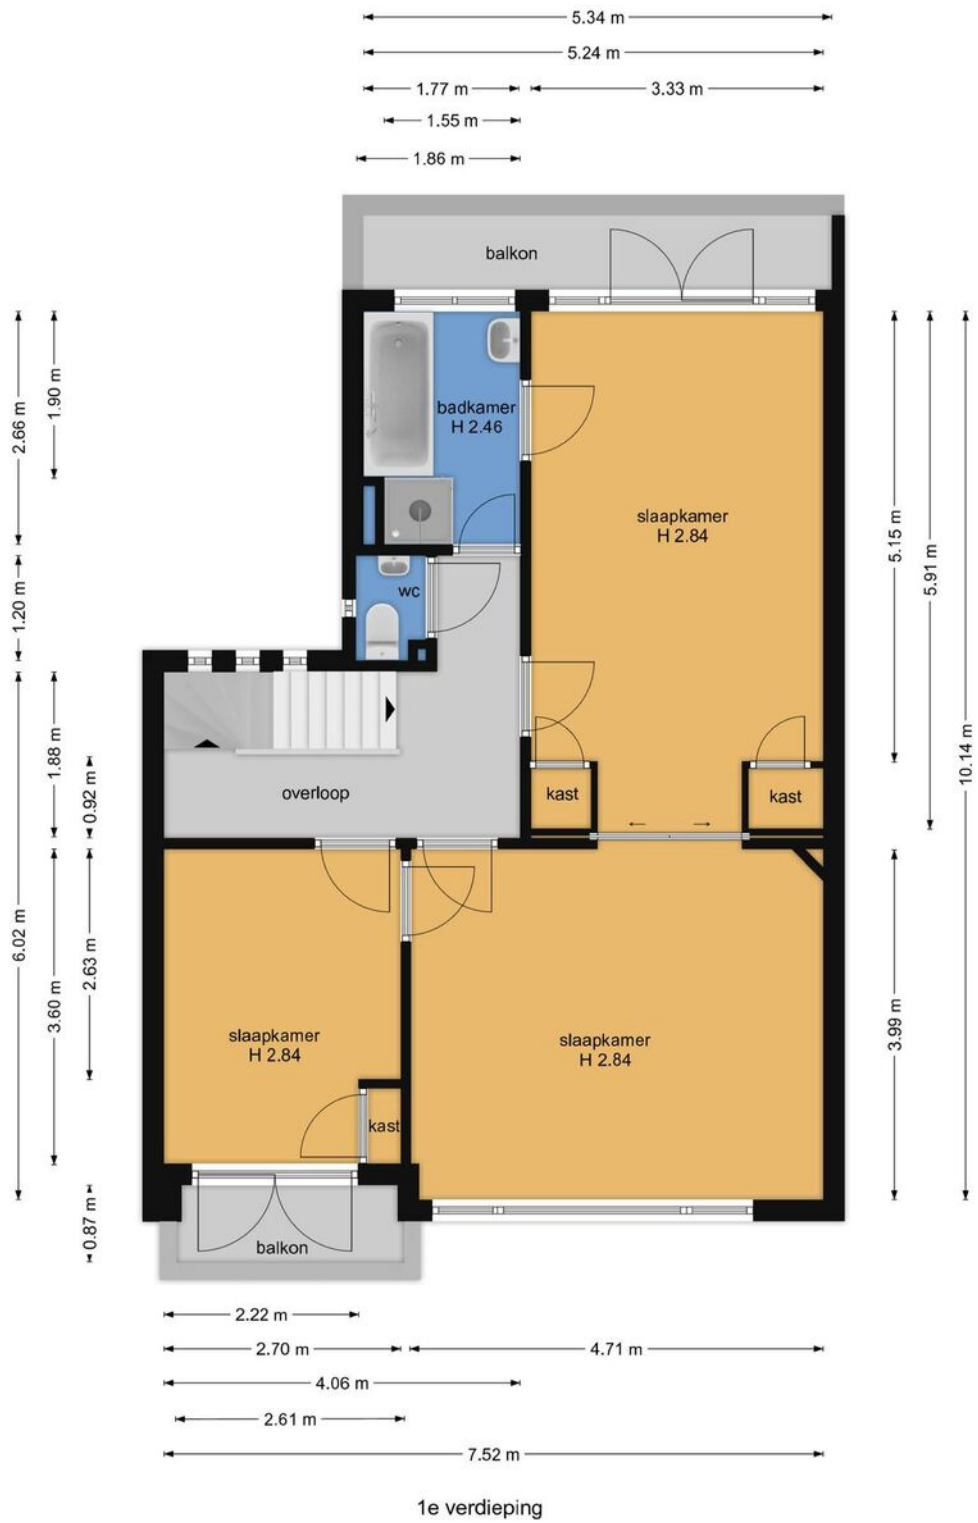 5.34 m
5.24 m
1.77 m
3.33 m
1.55 m
1.86 m
balkon
badkamer
H 2.46
slaapkamer
H 2.84
wc
kast
kast
overloop
slaapkamer
H 2.84
slaapkamer
H 2.84
kast
balkon
2.66 m
1.90 m
1.20 m
1.88 m
0.92 m
6.02 m
3.60 m
2.63 m
0.87 m
5.15 m
5.91 m
10.14 m
3.99 m
2.22 m
2.70 m
4.71 m
4.06 m
2.61 m
7.52 m
1e verdieping